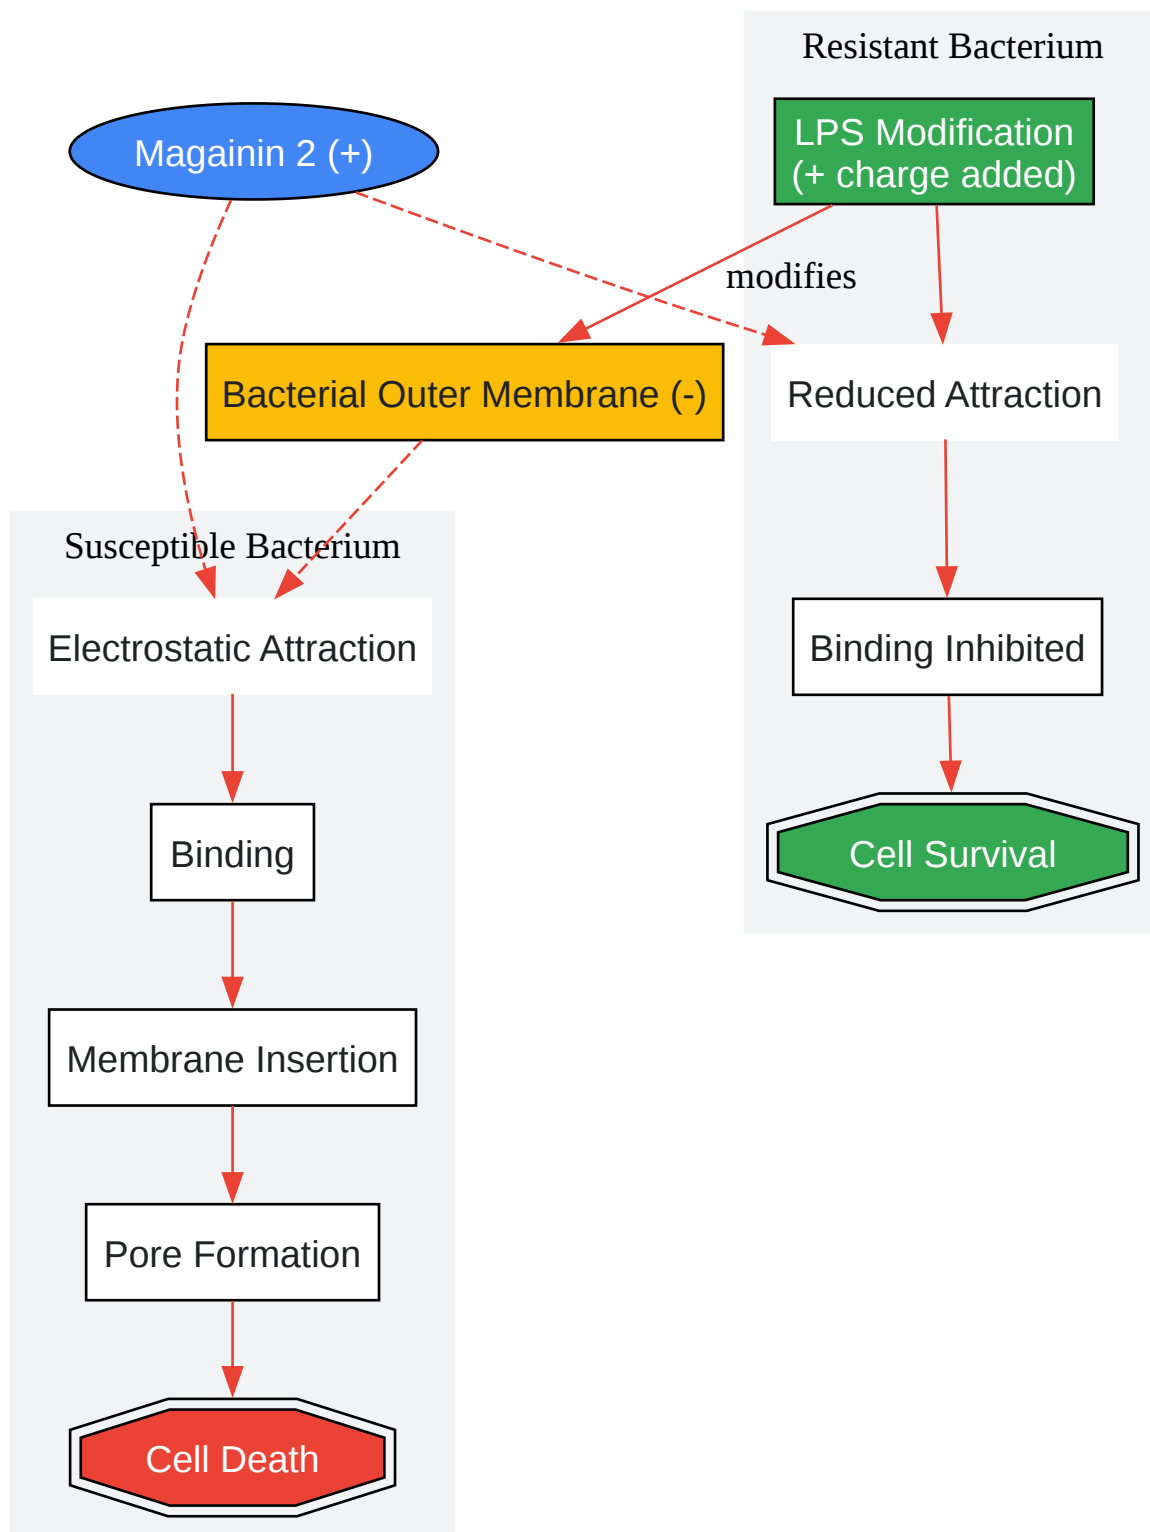 Resistant Bacterium
Magainin 2 (+)
LPS Modification
(+ charge added)
modifies
Bacterial Outer Membrane (-)
Reduced Attraction
Susceptible Bacterium
Electrostatic Attraction
Binding Inhibited
Binding
Cell Survival
Membrane Insertion
Pore Formation
Cell Death